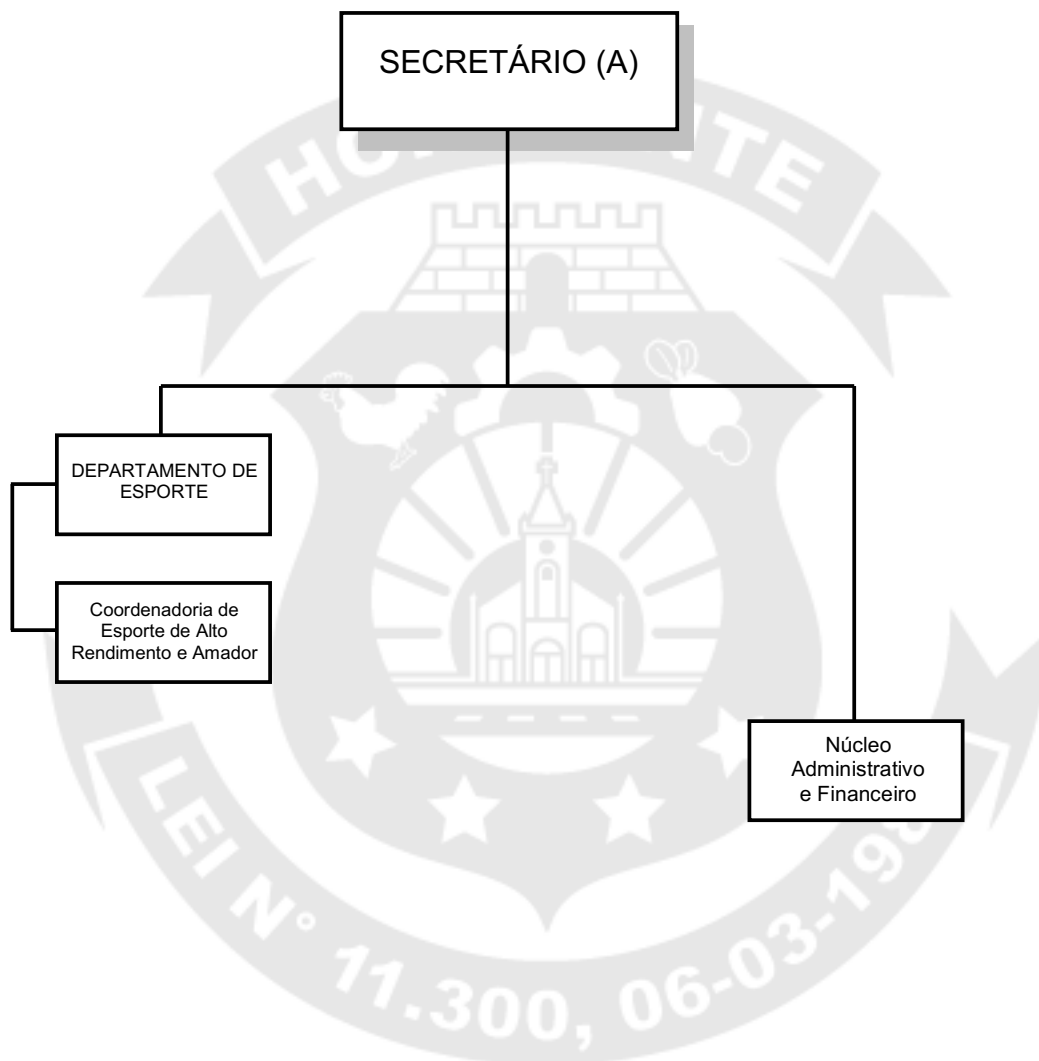 SECRETÁRIO (A)
DEPARTAMENTO DE
ESPORTE
Coordenadoria de
Esporte de Alto
Rendimento e Amador
Núcleo
Administrativo
e Financeiro
LEI N° 11.300, 06-03-198